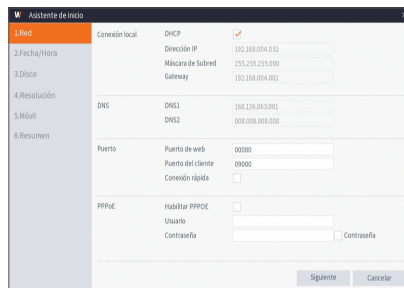 W Asistente de inicio
1.Red
2.Fecha/Hora
3.Disco
4.Resolución
5.Móvil
6.Resumen
Conexión local
DHCP
Dirección IP 192.168.004.032
Máscara de Subred 255.255.255.000
Gateway 192.168.004.001
DNS
DNS1 168.126.063.001
DNS2 008.008.008.008
Puerto
Puerto de web 00080
Puerto del cliente 09000
Conexión rápida
PPPoE
Habilitar PPPOE
Usuario
Contraseña Contraseña
Siguiente Cancelar